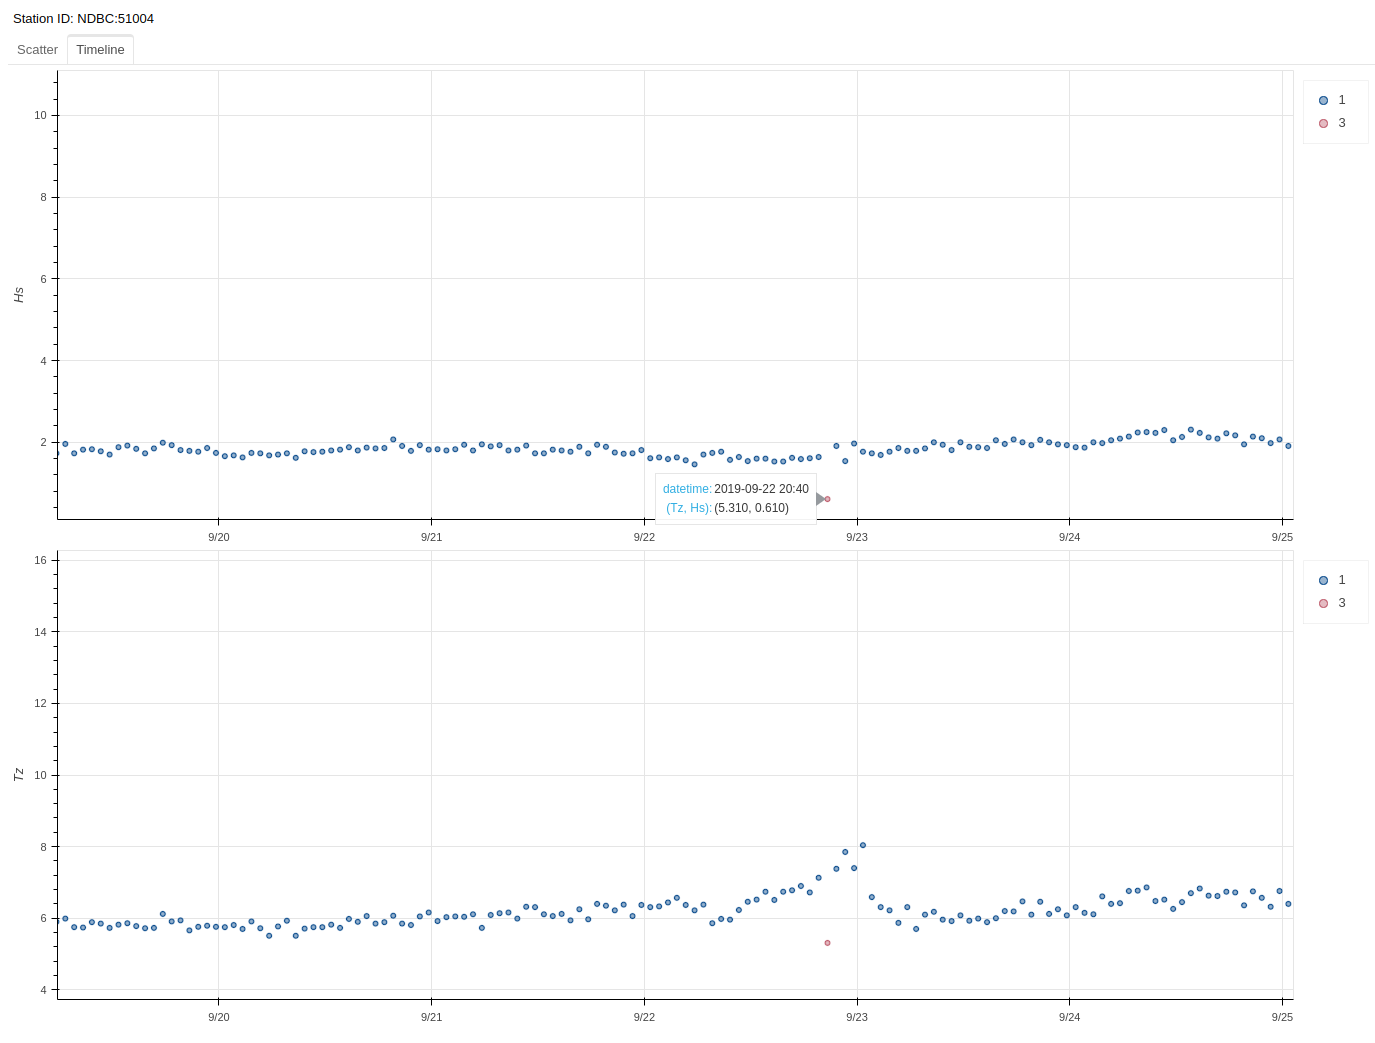 Station ID: NDBC:51004
Scatter Timeline
10
8
6
4
2
Hs
datetime: 2019-09-22 20:40
(Tz, Hs): (5.310, 0.610)
9/20 9/21 9/22 9/23 9/24 9/25
1
3
16
14
12
10
8
6
4
Tz
9/20 9/21 9/22 9/23 9/24 9/25
1
3